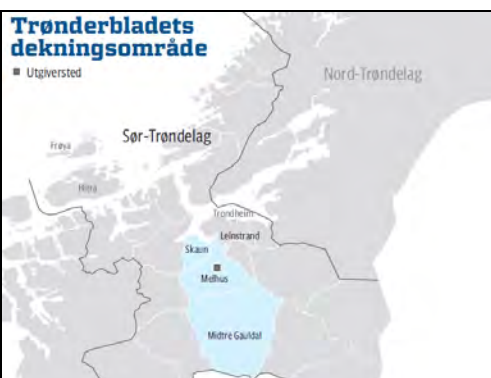 Trønderbladets
dekningsområde
Utgiversted
Nord-Trøndelag
Sør-Trøndelag
Frøya
Hitra
Trondheim
Leinstrand
Skaun
Melhus
Midtre Gauldal